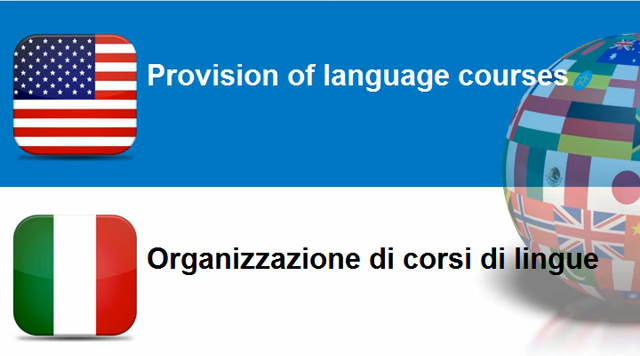 Provision of language courses
Organizzazione di corsi di lingue